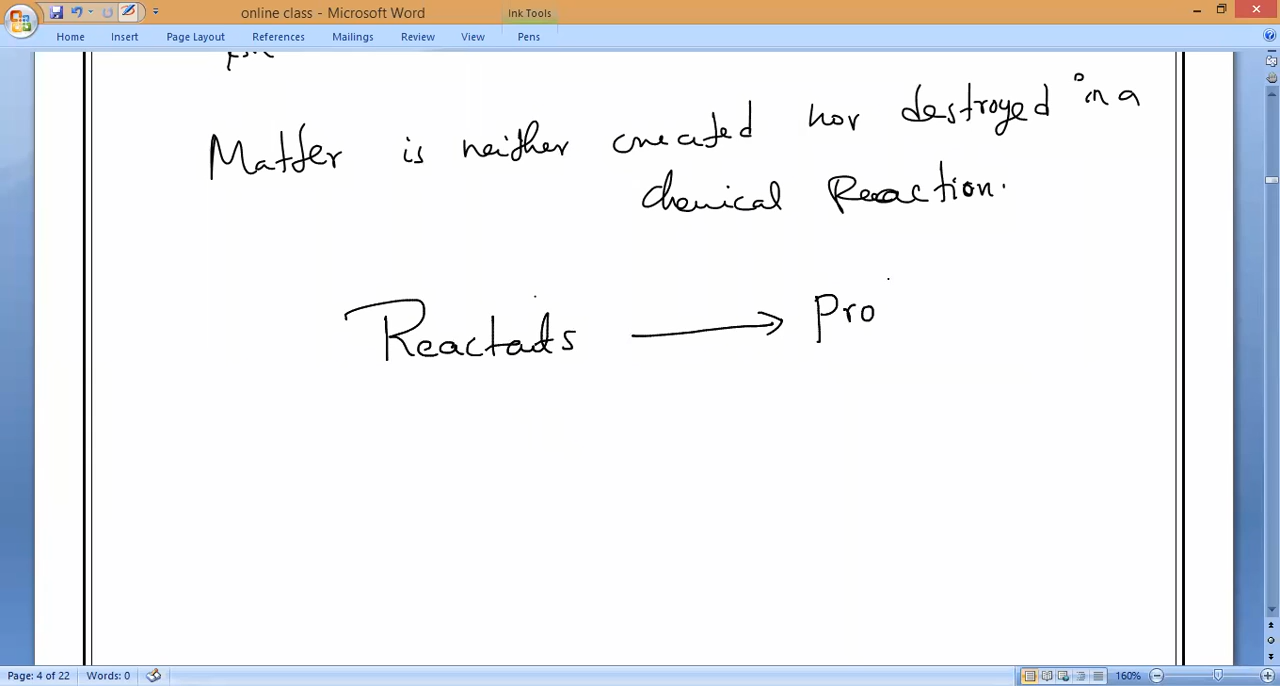 online class - Microsoft Word
Ink Tools
Home Insert Page Layout References Mailings Review View Pens
Matter is neither created nor destroyed in a
chemical Reaction.
Reactats → Pro
Page: 4 of 22 Words: 0 160%